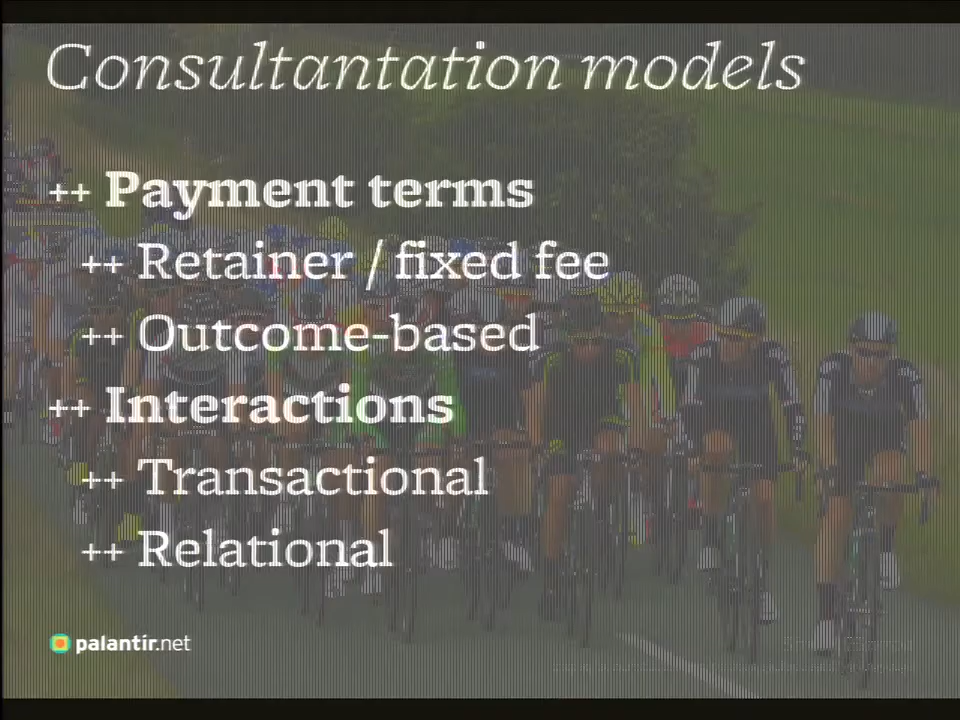 Consultantation models
++ Payment terms
++ Retainer / fixed fee
++ Outcome-based
++ Interactions
++ Transactional
++ Relational
palantir.net